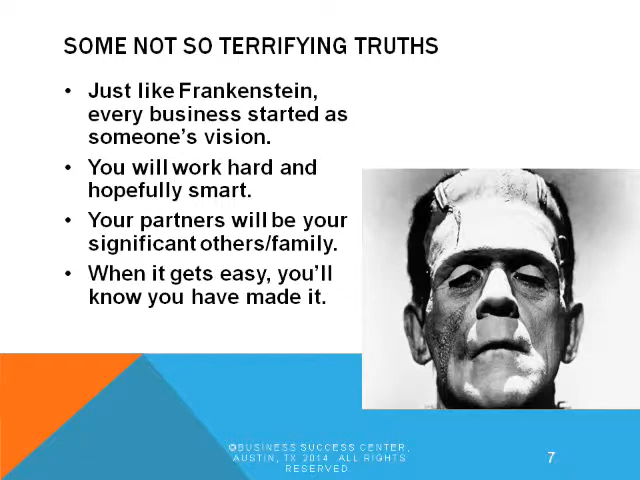 SOME NOT SO TERRIFYING TRUTHS
• Just like Frankenstein,
every business started as
someone's vision.
• You will work hard and
hopefully smart.
• Your partners will be your
significant others/family.
• When it gets easy, you'll
know you have made it.
©BUSINESS SUCCESS CENTER,
AUSTIN, TX 2014. ALL RIGHTS
RESERVED
7